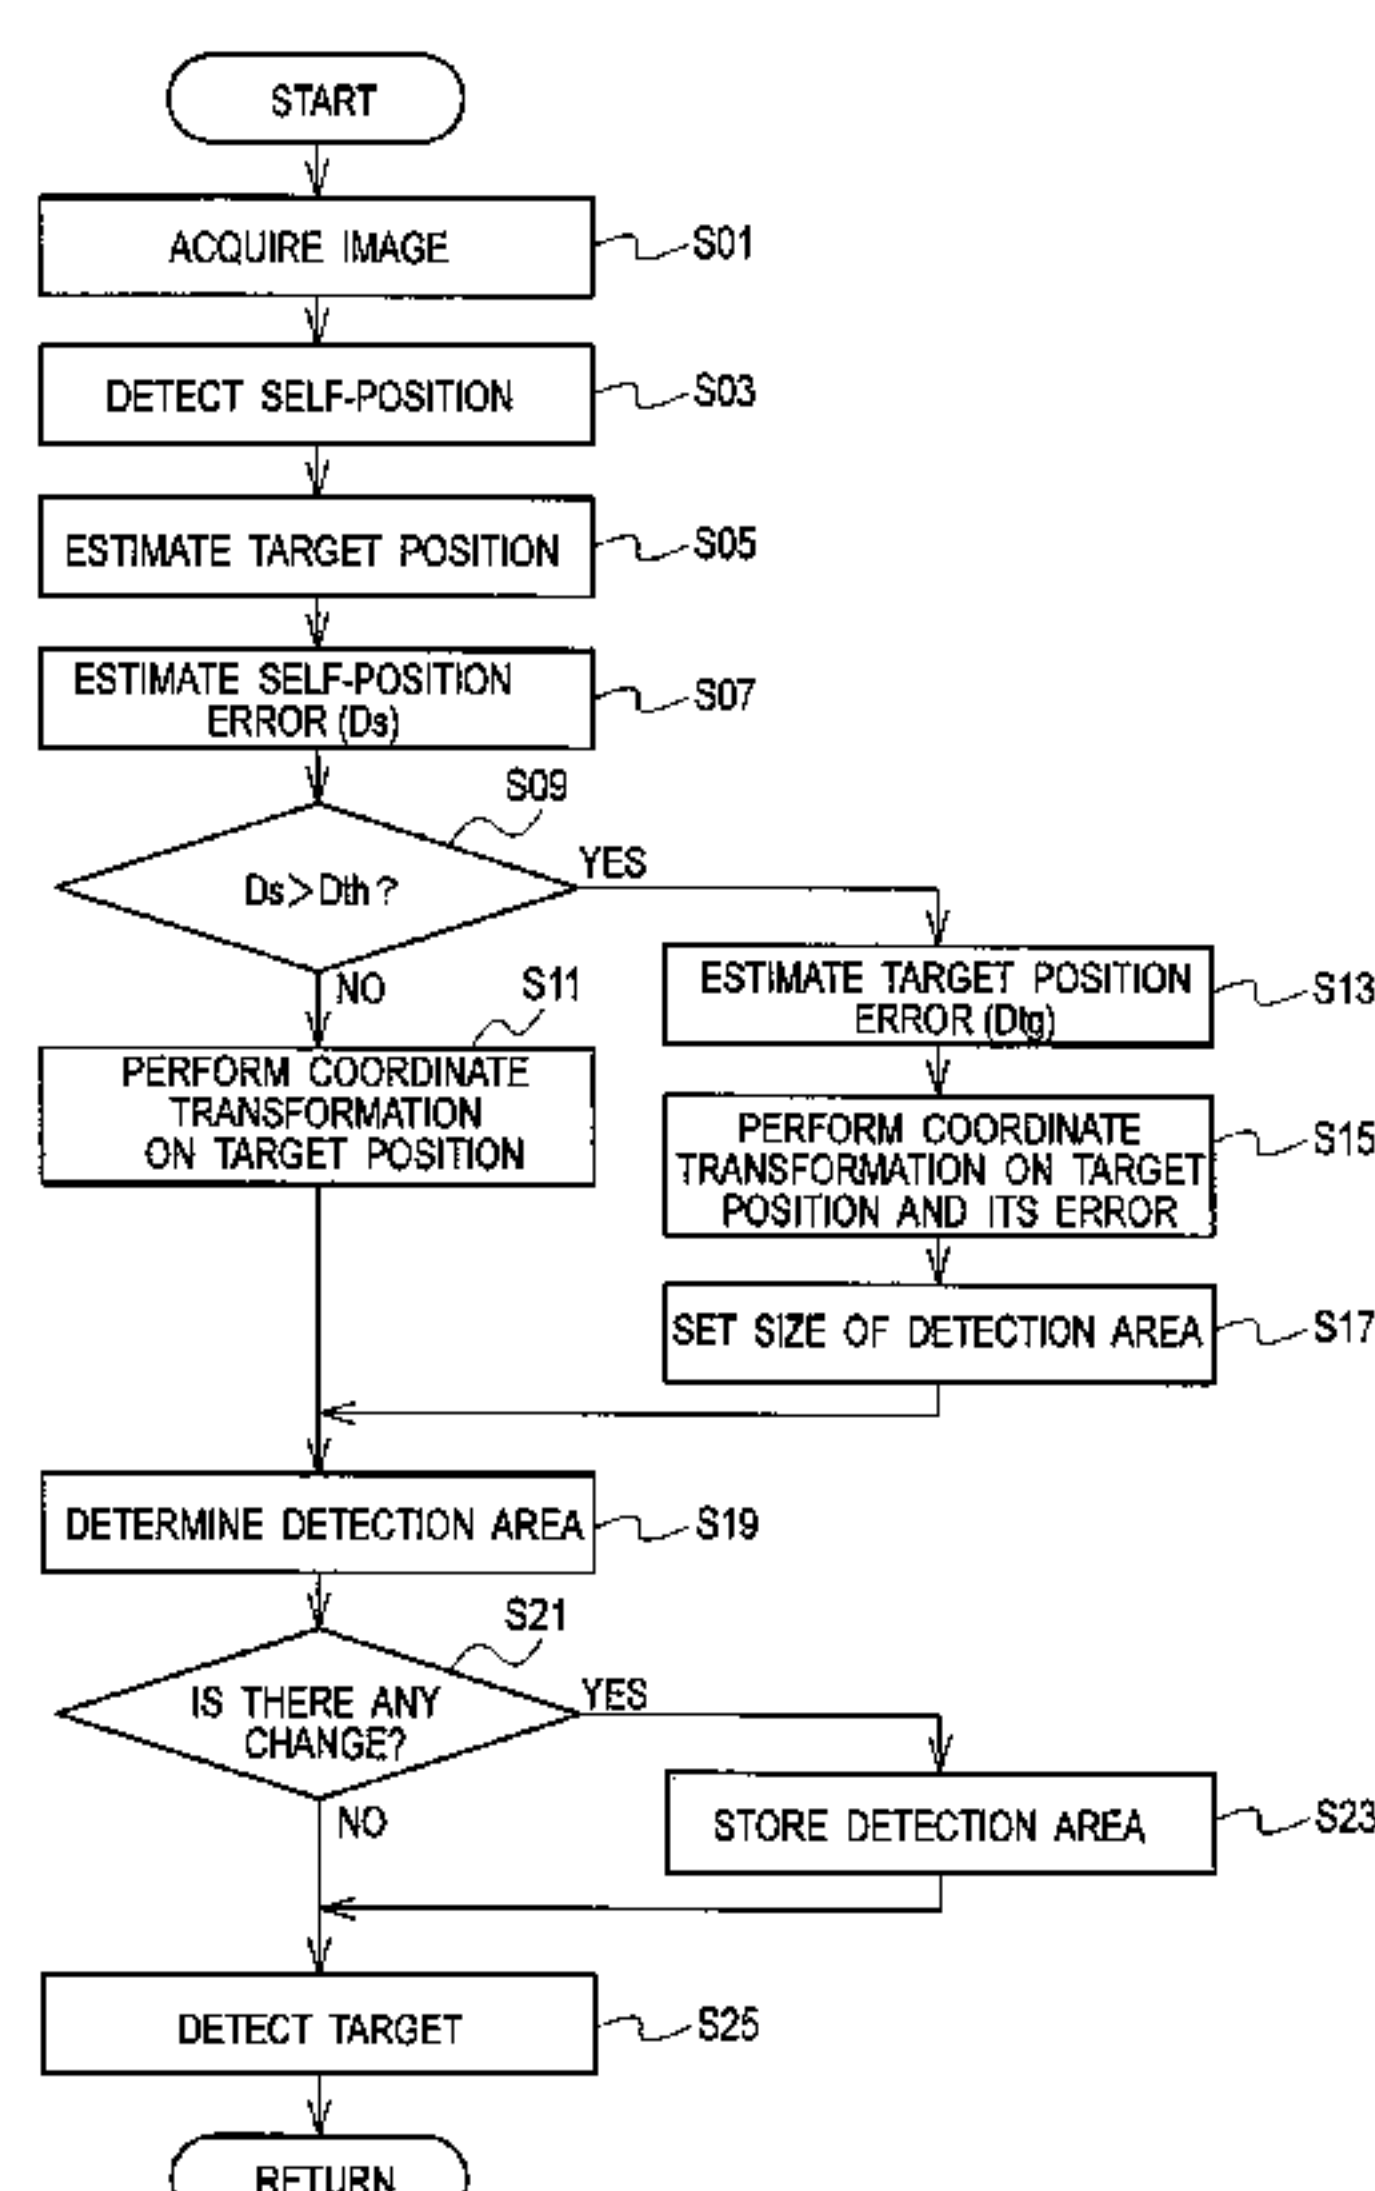 START
ACQUIRE IMAGE
S01
DETECT SELF-POSITION
S03
ESTIMATE TARGET POSITION
S05
ESTIMATE SELF-POSITION
ERROR (Ds)
S07
S09
Ds>Dth?
YES
NO
S11
PERFORM COORDINATE
TRANSFORMATION
ON TARGET POSITION
ESTIMATE TARGET POSITION
ERROR (Dtg)
S13
PERFORM COORDINATE
TRANSFORMATION ON TARGET
POSITION AND ITS ERROR
S15
SET SIZE OF DETECTION AREA
S17
DETERMINE DETECTION AREA
S19
S21
IS THERE ANY
CHANGE?
YES
NO
STORE DETECTION AREA
S23
DETECT TARGET
S25
RETURN